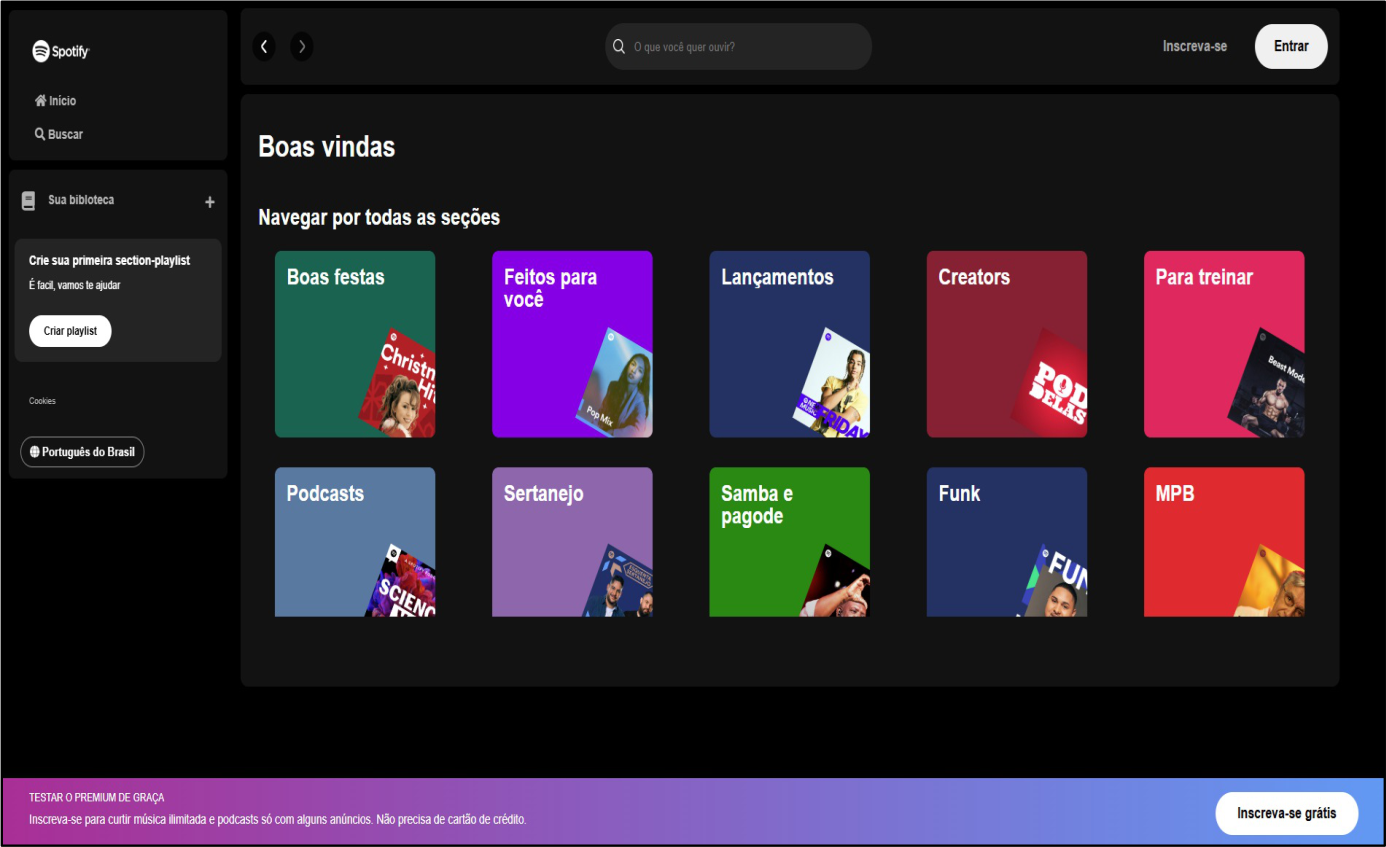 Spotify
Início
Buscar
Sua bibloteca
+
Crie sua primeira section-playlist
É facil, vamos te ajudar
Criar playlist
Cookies
Português do Brasil
O que você quer ouvir?
Inscreva-se
Entrar
Boas vindas
Navegar por todas as seções
Boas festas
Christn
Hi
Feitos para
você
Pop Mix
Lançamentos
FRIDAY
Creators
POD
DELAS
Para treinar
Beast Mode
Podcasts
SCIENC
Sertanejo
Samba e
pagode
Funk
FUN
MPB
TESTAR O PREMIUM DE GRAÇA
Inscreva-se para curtir música ilimitada e podcasts só com alguns anúncios. Não precisa de cartão de crédito.
Inscreva-se grátis